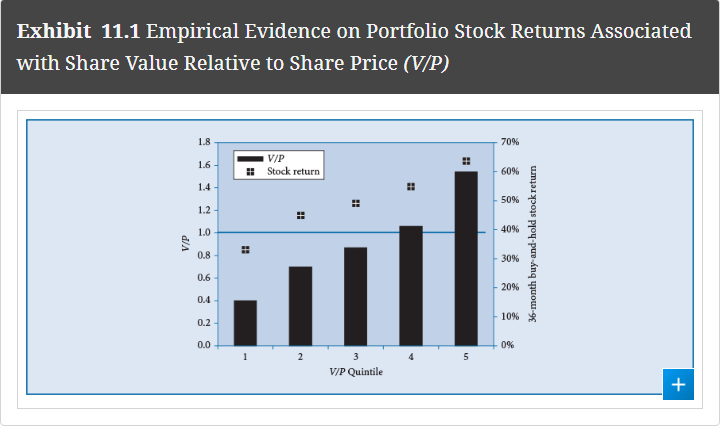 Exhibit 11.1 Empirical Evidence on Portfolio Stock Returns Associated
with Share Value Relative to Share Price (V/P)
1.8
1.6
1.4
1.2
1.0
0.8
0.6
0.4
0.2
0.0
V/P
V/P
Stock return
70%
60%
50%
40%
30%
20%
10%
0%
36-month buy-and-hold stock return
1 2 3 4 5
V/P Quintile
+